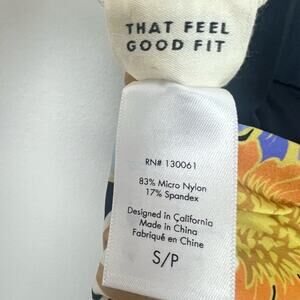 THAT FEEL
GOOD FIT
RN# 130061
83% Micro Nylon
17% Spandex
Designed in California
Made in China
Fabriqué en Chine
S/P